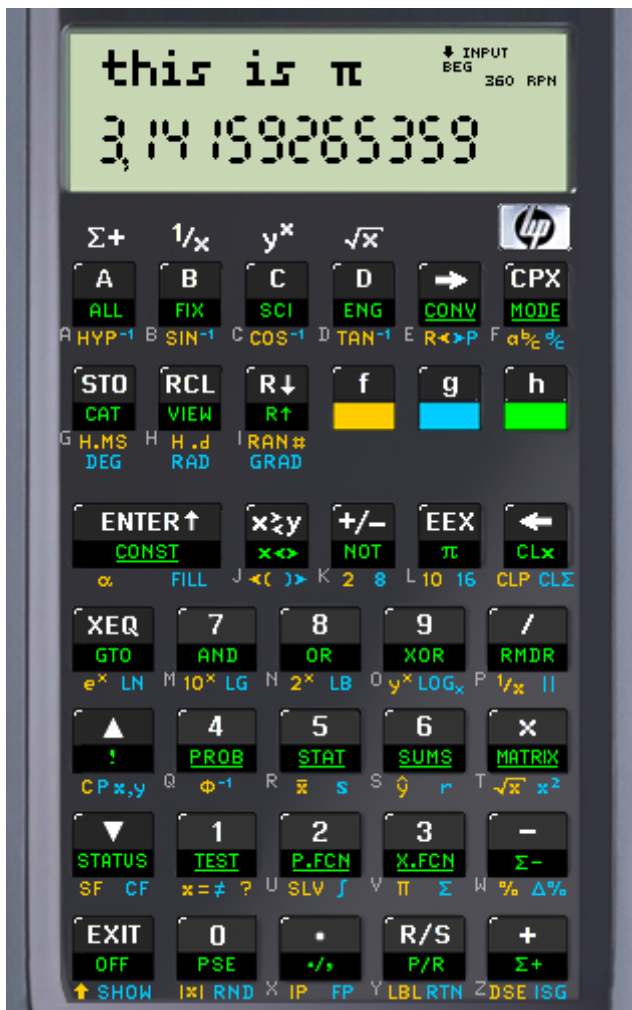 this is π ↓ INPUT
BEG
360 RPN
3,14159265359
Σ+ 1/x yˣ √x hp
A B C D → CPX
ALL FIX SCI ENG CONV MODE
A HYP⁻¹ B SIN⁻¹ C COS⁻¹ D TAN⁻¹ E R<>P F a b/c d/c
STO RCL R↓ f g h
CAT VIEW R↑
G H.MS H H.d I RAN#
DEG RAD GRAD
ENTER↑ x≷y +/− EEX ←
CONST x<> NOT π CLx
α FILL J <( )> K 2 8 L 10 16 CLP CLΣ
XEQ 7 8 9 /
GTO AND OR XOR RMDR
eˣ LN M 10ˣ LG N 2ˣ LB O yˣ LOGₓ P 1/x ||
▲ 4 5 6 x
! PROB STAT SUMS MATRIX
C P x,y Q Φ⁻¹ R x̄ s S ŷ r T √x x²
▼ 1 2 3 −
STATUS TEST P.FCN X.FCN Σ−
SF CF x=≠ ? U SLV ∫ V Π Σ W % Δ%
EXIT 0 . R/S +
OFF PSE ./, P/R Σ+
↑ SHOW |x| RND X IP FP Y LBL RTN Z DSE ISG